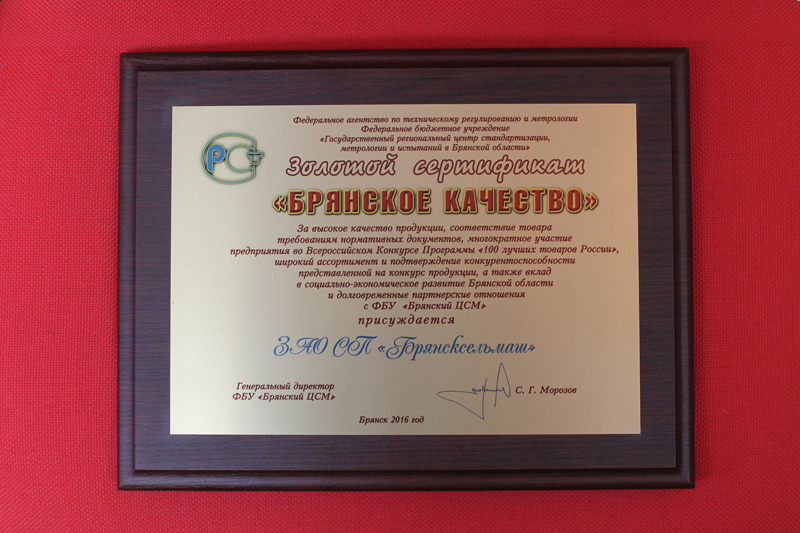 Федеральное агентство по техническому регулированию и метрологии
Федеральное бюджетное учреждение
«Государственный региональный центр стандартизации,
метрологии и испытаний в Брянской области»
РСТ
Золотой сертификат
«БРЯНСКОЕ КАЧЕСТВО»
За высокое качество продукции, соответствие товара
требованиям нормативных документов, многократное участие
предприятия во Всероссийском Конкурсе Программы «100 лучших товаров России»,
широкий ассортимент и подтверждение конкурентоспособности
представленной на конкурс продукции, а также вклад
в социально-экономическое развитие Брянской области
и долговременные партнерские отношения
с ФБУ «Брянский ЦСМ»
присуждается
ЗАО СП «Брянсксельмаш»
Генеральный директор
ФБУ «Брянский ЦСМ»
С. Г. Морозов
Брянск 2016 год